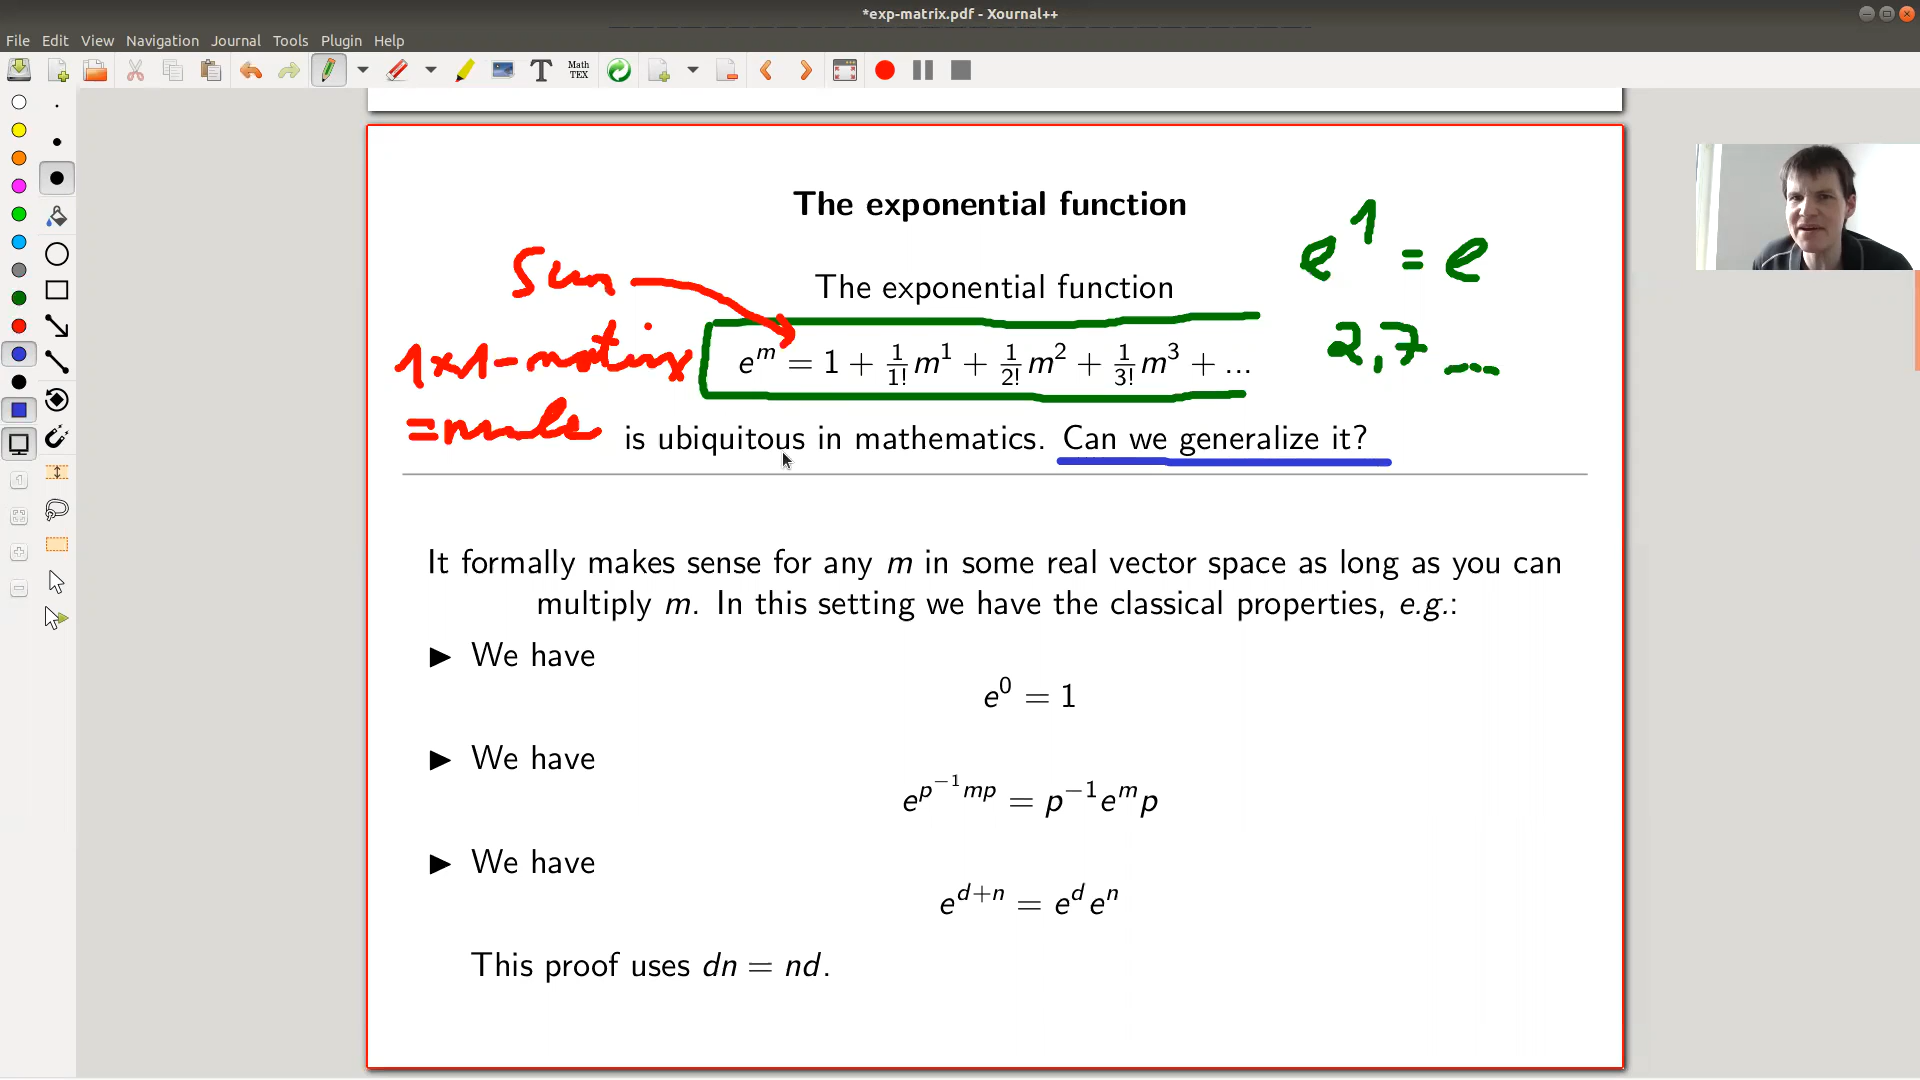 *exp-matrix.pdf - Xournal++
File Edit View Navigation Journal Tools Plugin Help
Math
TEX
The exponential function
The exponential function
e^m = 1 + 1/1! m^1 + 1/2! m^2 + 1/3! m^3 + ...
is ubiquitous in mathematics. Can we generalize it?
e^1 = e
2,7 ...
1x1-matrix
It formally makes sense for any m in some real vector space as long as you can
multiply m. In this setting we have the classical properties, e.g.:
▶ We have
e^0 = 1
▶ We have
e^{p^{-1}mp} = p^{-1}e^m p
▶ We have
e^{d+n} = e^d e^n
This proof uses dn = nd.